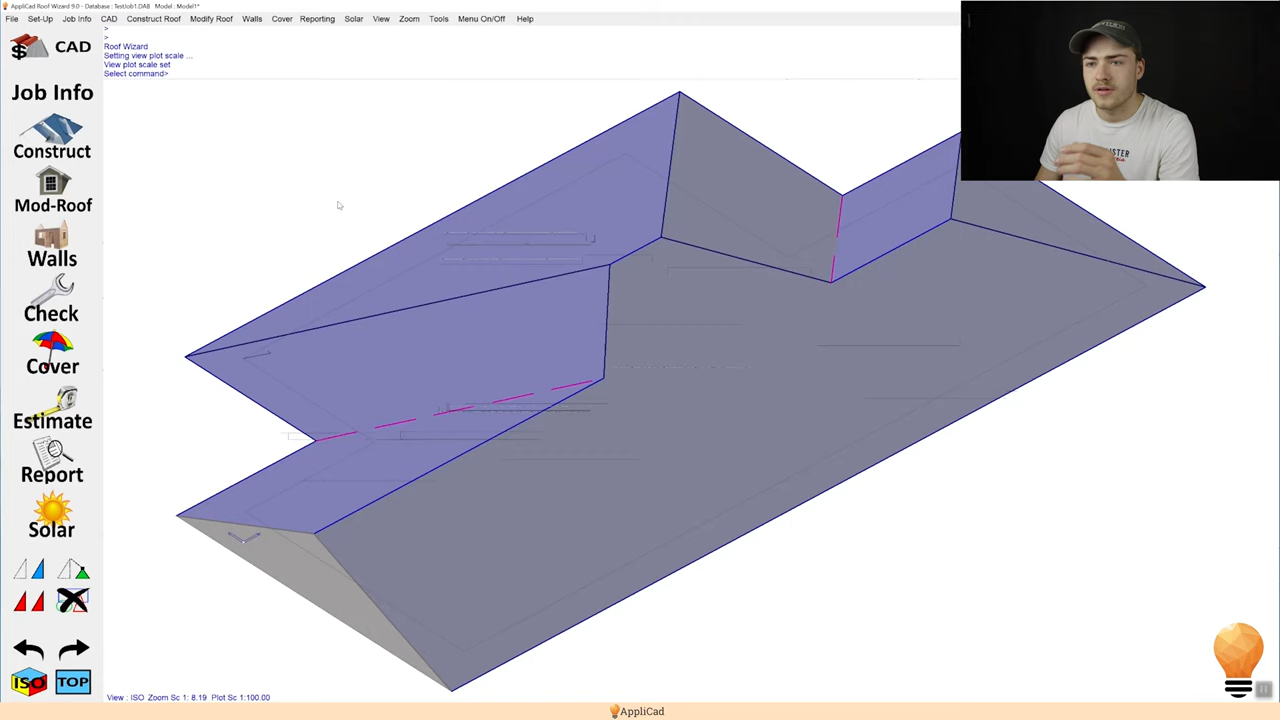 AppliCad Roof Wizard 9.0 - Database : TestJob1.DAB   Model : Model1*
File Set-Up Job Info CAD Construct Roof Modify Roof Walls Cover Reporting Solar View Zoom Tools Menu On/Off Help
>
>
Roof Wizard
Setting view plot scale ...
View plot scale set
Select command>
CAD
Job Info
Construct
Mod-Roof
Walls
Check
Cover
Estimate
Report
Solar
ISO TOP
View : ISO Zoom Sc 1: 8.19 Plot Sc 1:100.00
AppliCad